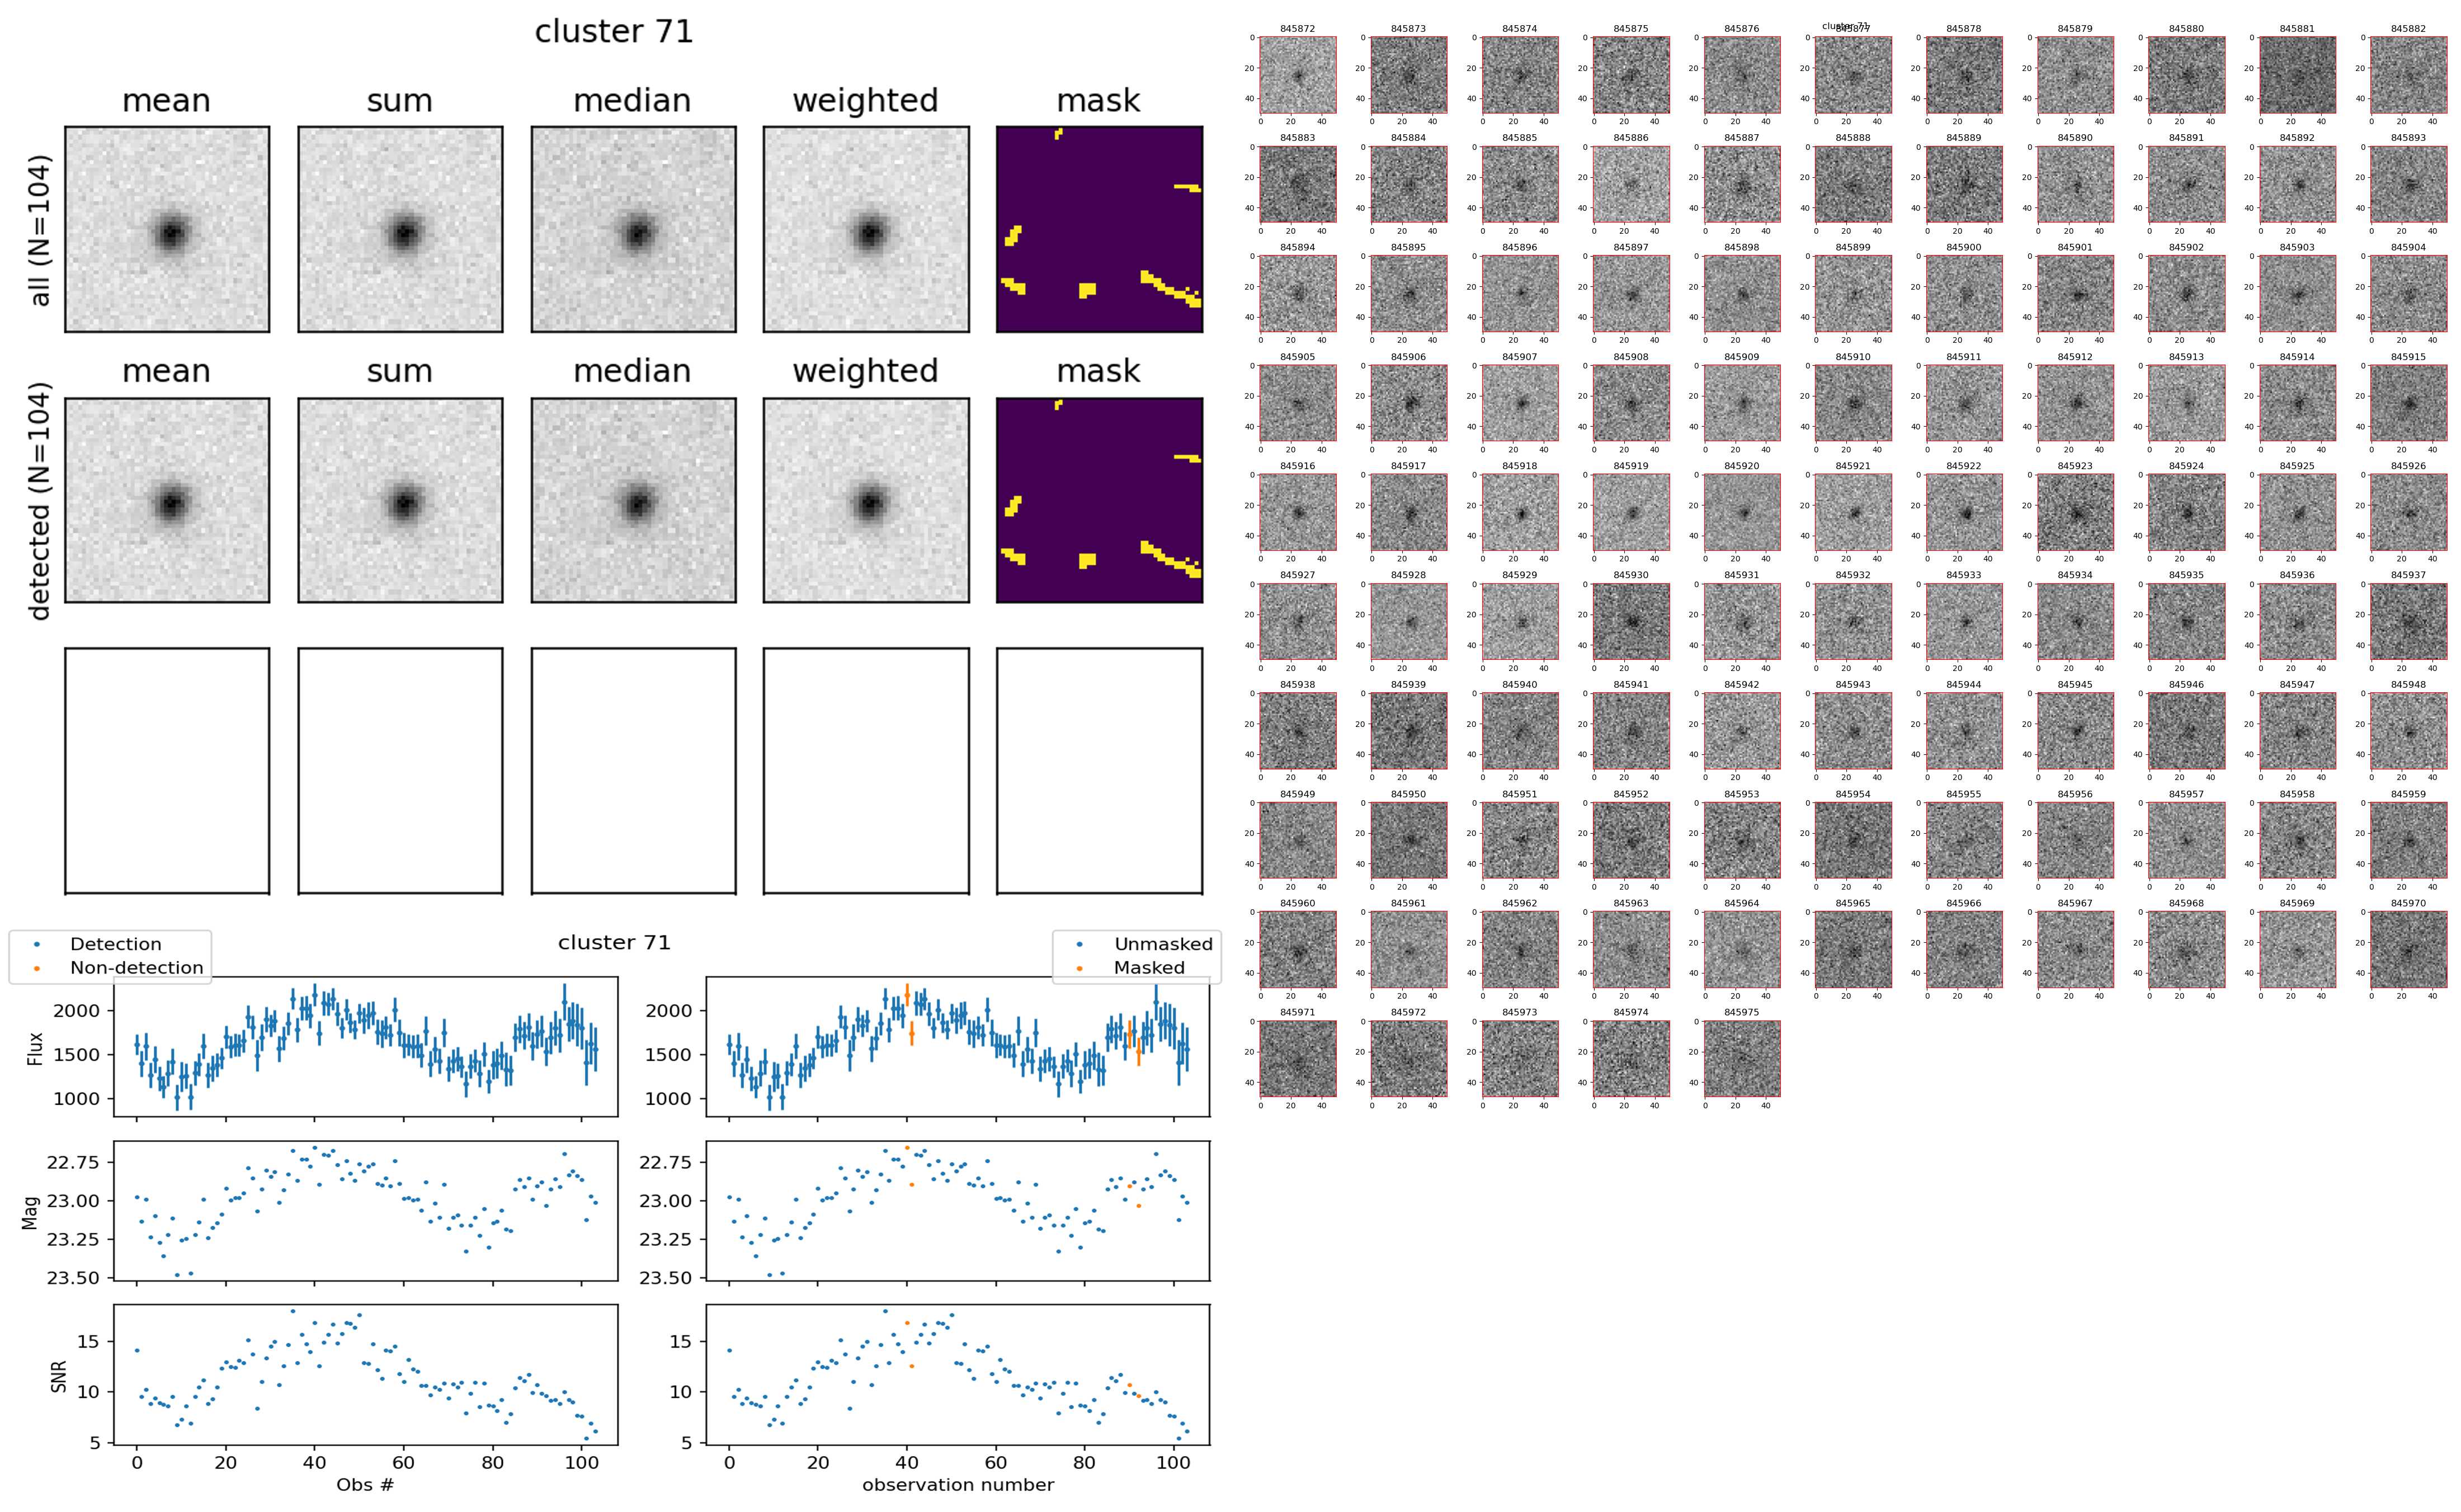 cluster 71
mean sum median weighted mask
all (N=104)
mean sum median weighted mask
detected (N=104)
cluster 71
Detection
Non-detection
Unmasked
Masked
Flux
2000
1500
1000
2000
1500
1000
Mag
22.75
23.00
23.25
23.50
22.75
23.00
23.25
23.50
SNR
15
10
5
15
10
5
0 20 40 60 80 100
Obs #
0 20 40 60 80 100
observation number
cluster 71
845872 845873 845874 845875 845876 845877 845878 845879 845880 845881 845882
845883 845884 845885 845886 845887 845888 845889 845890 845891 845892 845893
845894 845895 845896 845897 845898 845899 845900 845901 845902 845903 845904
845905 845906 845907 845908 845909 845910 845911 845912 845913 845914 845915
845916 845917 845918 845919 845920 845921 845922 845923 845924 845925 845926
845927 845928 845929 845930 845931 845932 845933 845934 845935 845936 845937
845938 845939 845940 845941 845942 845943 845944 845945 845946 845947 845948
845949 845950 845951 845952 845953 845954 845955 845956 845957 845958 845959
845960 845961 845962 845963 845964 845965 845966 845967 845968 845969 845970
845971 845972 845973 845974 845975